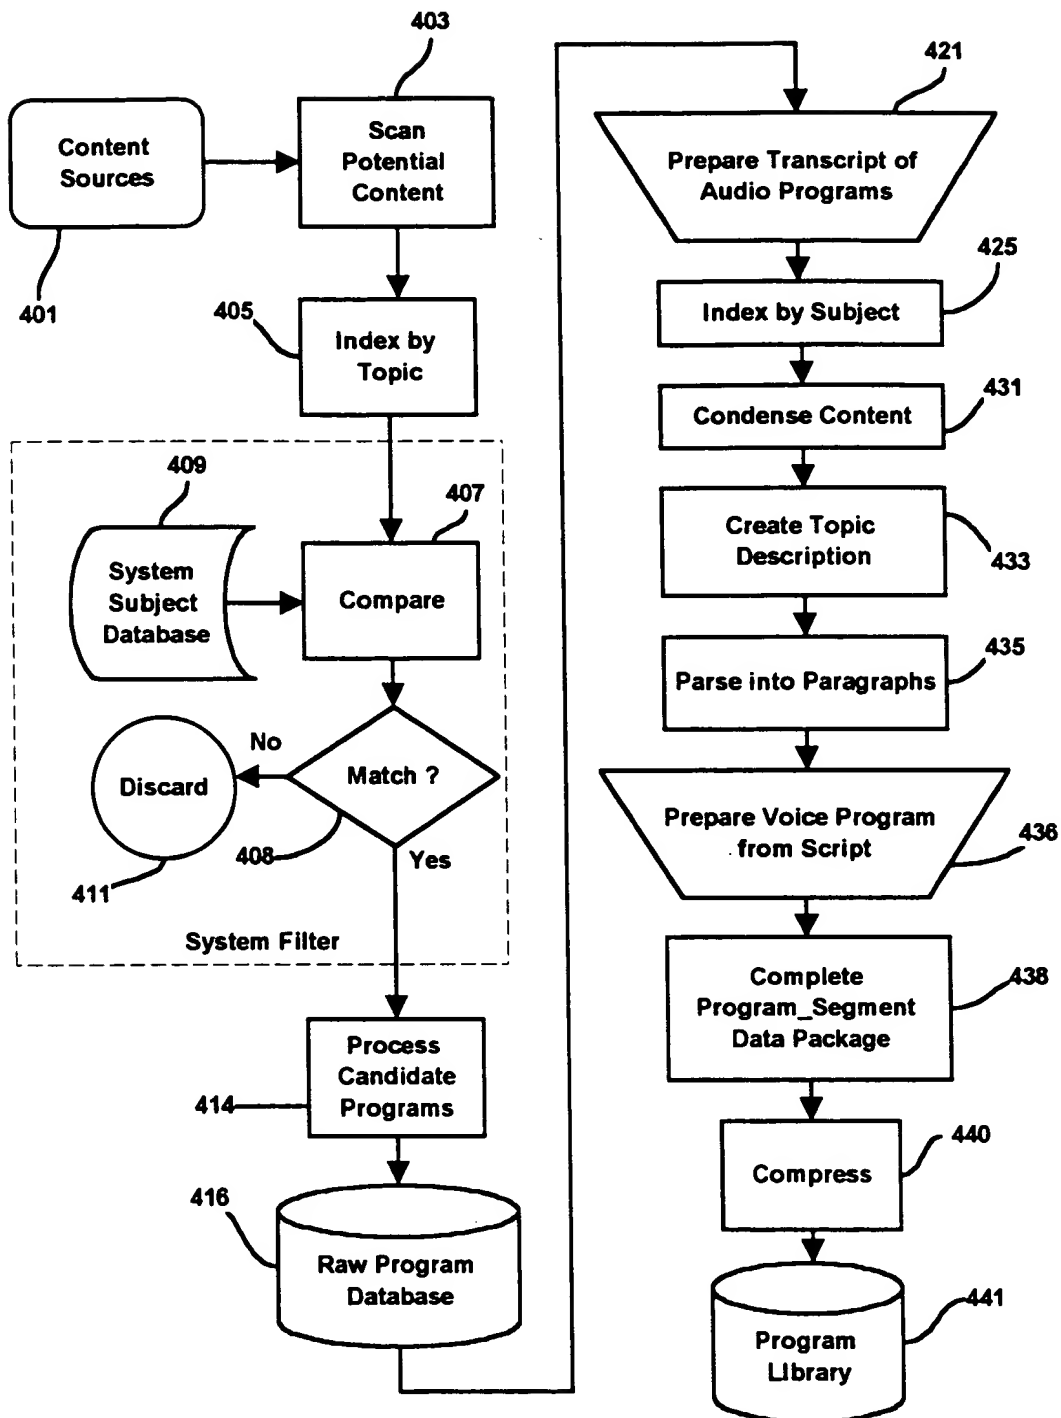 403
Content
Sources
401
Scan
Potential
Content
405
Index by
Topic
409
System
Subject
Database
407
Compare
No
Discard
411
Match ?
408
Yes
System Filter
Process
Candidate
Programs
414
416
Raw Program
Database
421
Prepare Transcript of
Audio Programs
425
Index by Subject
Condense Content
431
Create Topic
Description
433
435
Parse into Paragraphs
Prepare Voice Program
from Script
436
Complete
Program_Segment
Data Package
438
440
Compress
441
Program
Library